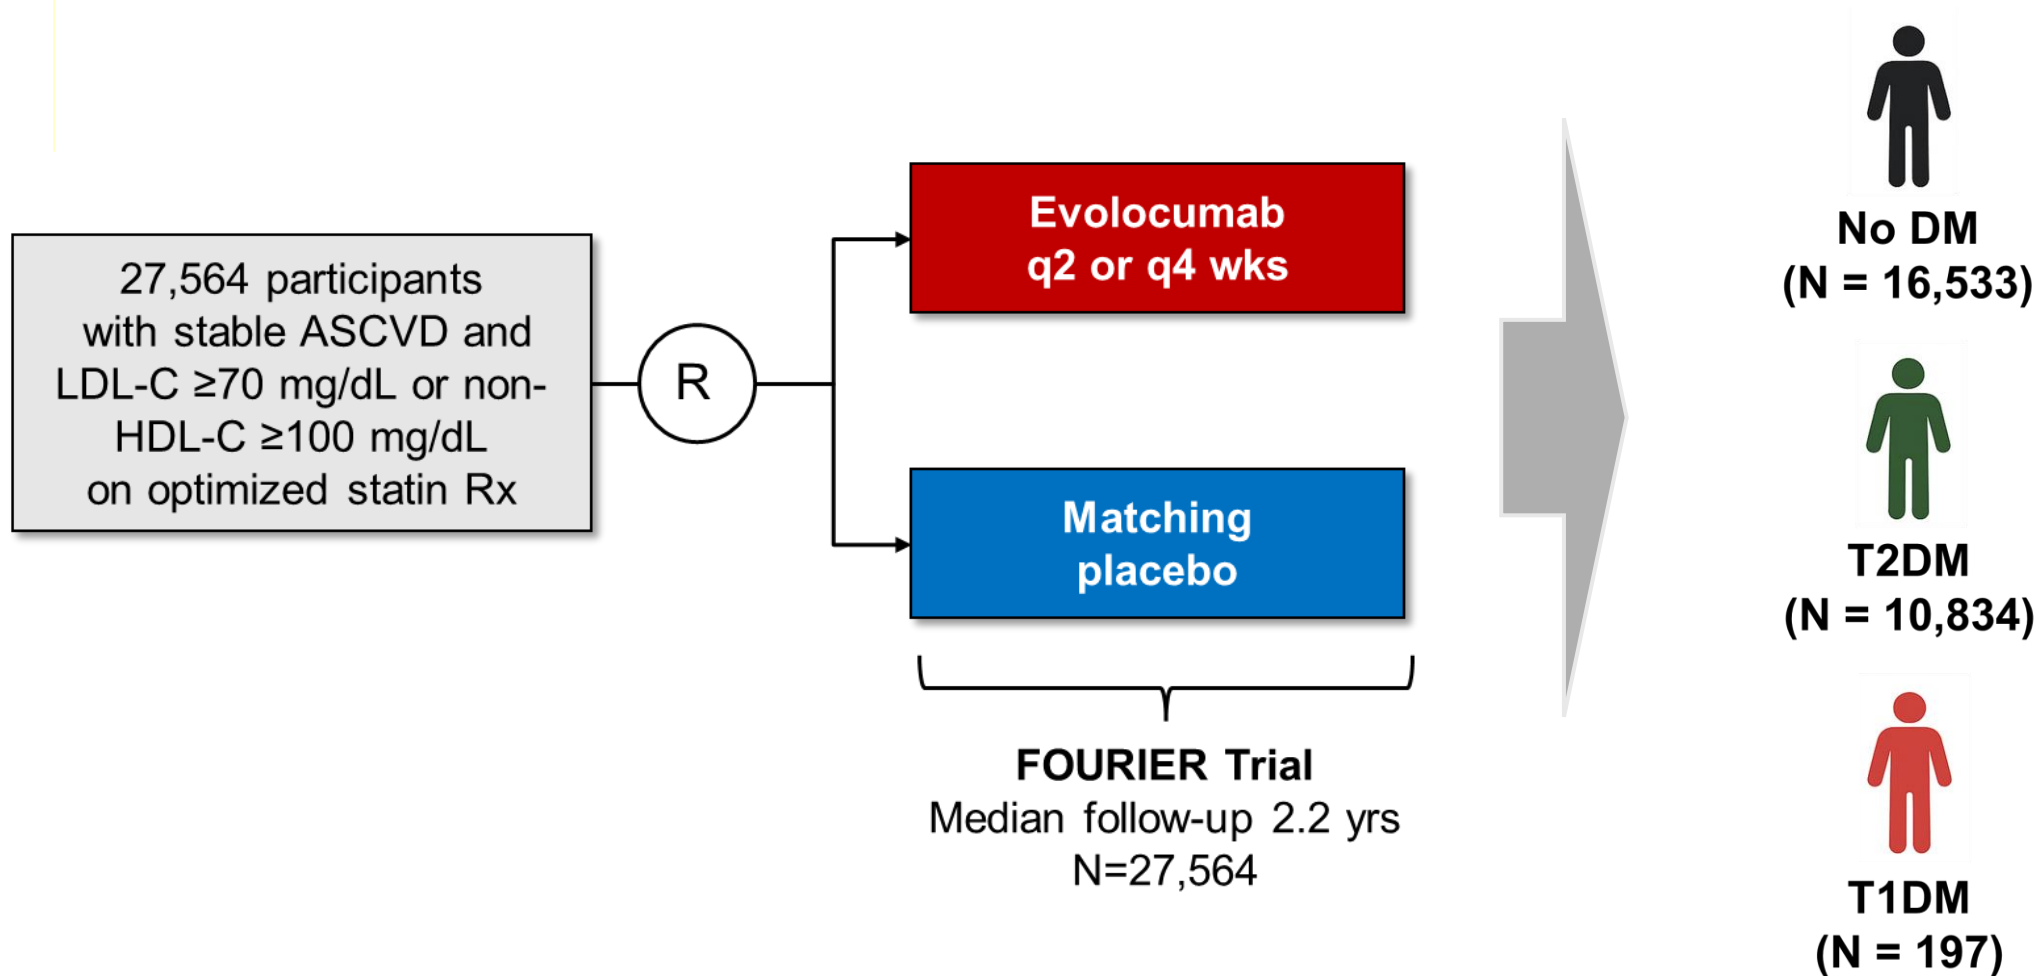 27,564 participants
with stable ASCVD and
LDL-C ≥70 mg/dL or non-
HDL-C ≥100 mg/dL
on optimized statin Rx
R
Evolocumab
q2 or q4 wks
Matching
placebo
FOURIER Trial
Median follow-up 2.2 yrs
N=27,564
No DM
(N = 16,533)
T2DM
(N = 10,834)
T1DM
(N = 197)